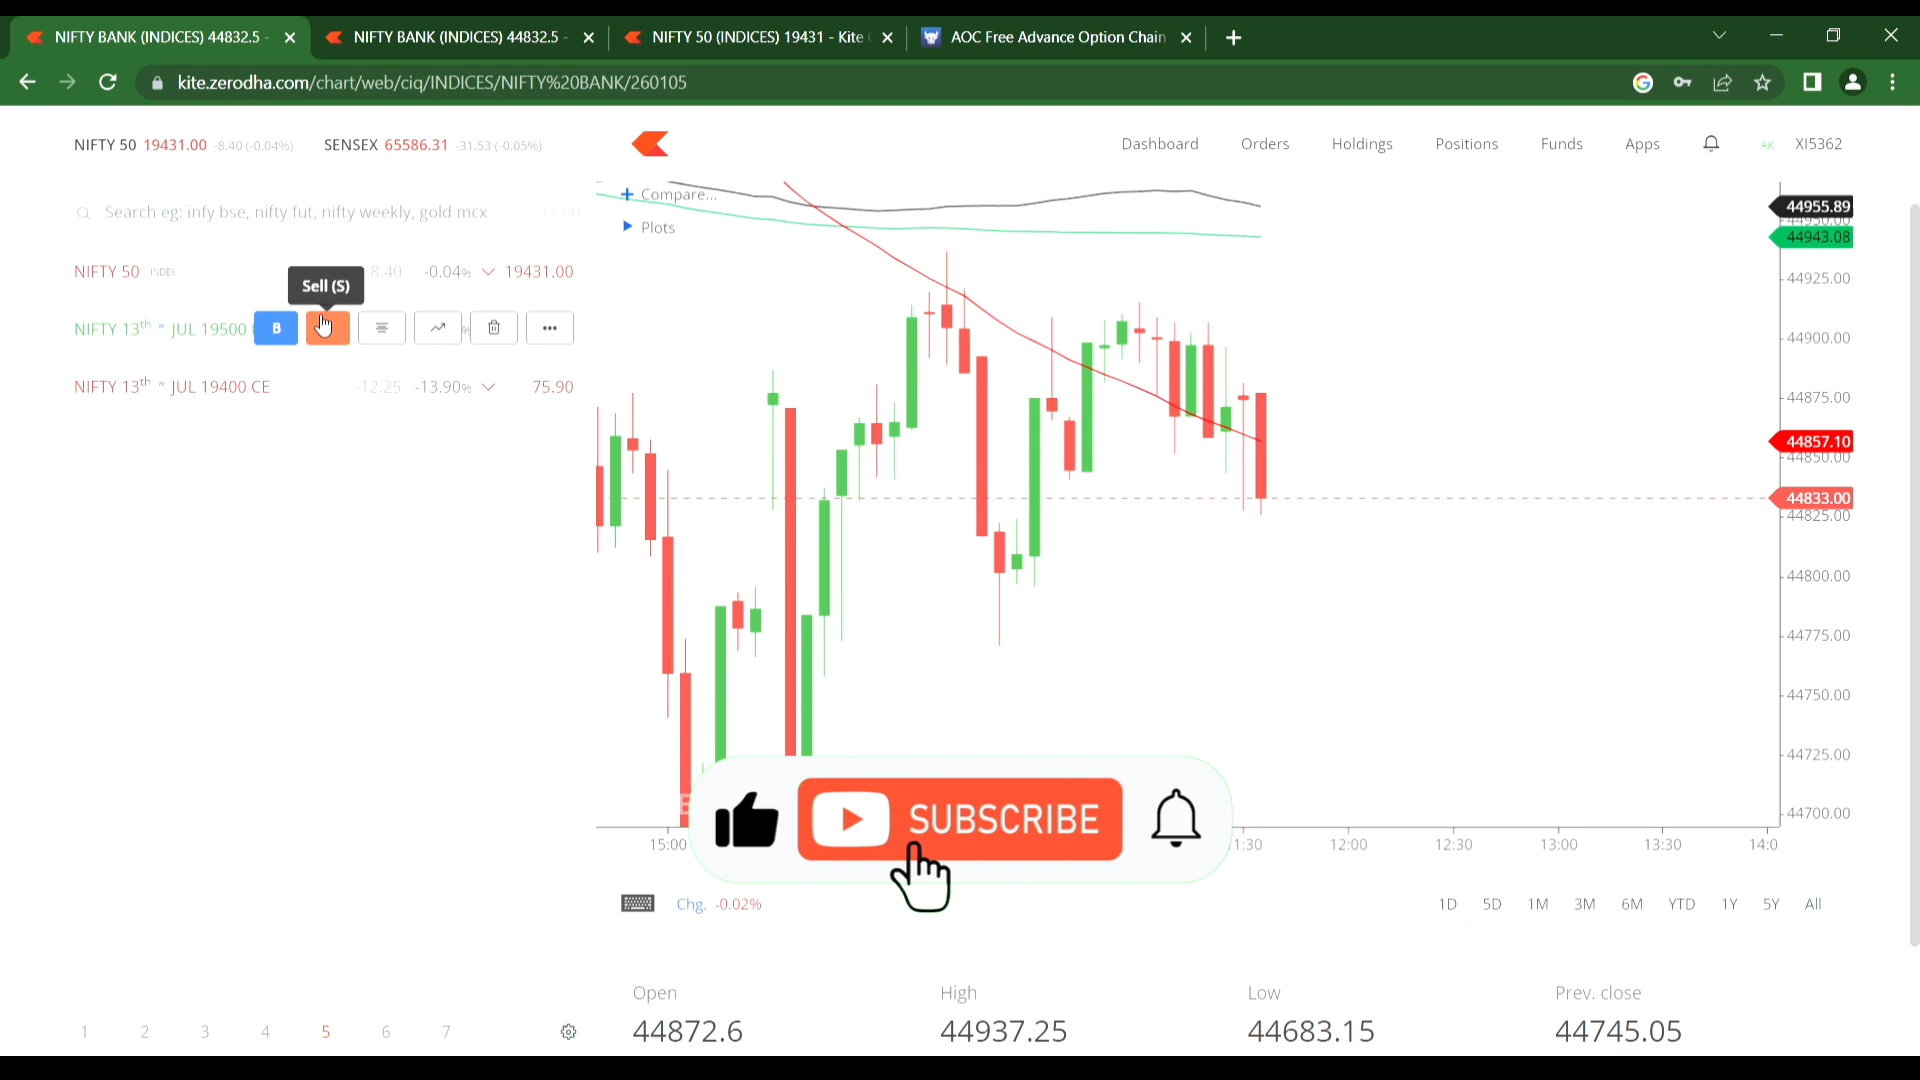 NIFTY BANK (INDICES) 44832.5 -
NIFTY BANK (INDICES) 44832.5 -
NIFTY 50 (INDICES) 19431 - Kite
AOC Free Advance Option Chain
kite.zerodha.com/chart/web/ciq/INDICES/NIFTY%20BANK/260105
NIFTY 50 19431.00 -8.40 (-0.04%) SENSEX 65586.31 -31.53 (-0.05%)
Dashboard Orders Holdings Positions Funds Apps AK XI5362
Search eg: infy bse, nifty fut, nifty weekly, gold mcx
+ Compare...
Plots
NIFTY 50 INDEX -8.40 -0.04% 19431.00
Sell (S)
NIFTY 13th w JUL 19500 B
NIFTY 13th w JUL 19400 CE -12.25 -13.90% 75.90
44955.89
44950.00
44943.08
44925.00
44900.00
44875.00
44857.10
44850.00
44833.00
44825.00
44800.00
44775.00
44750.00
44725.00
44700.00
SUBSCRIBE
15:00 11:30 12:00 12:30 13:00 13:30 14:0
Chg. -0.02%
1D 5D 1M 3M 6M YTD 1Y 5Y All
Open High Low Prev. close
44872.6 44937.25 44683.15 44745.05
1 2 3 4 5 6 7